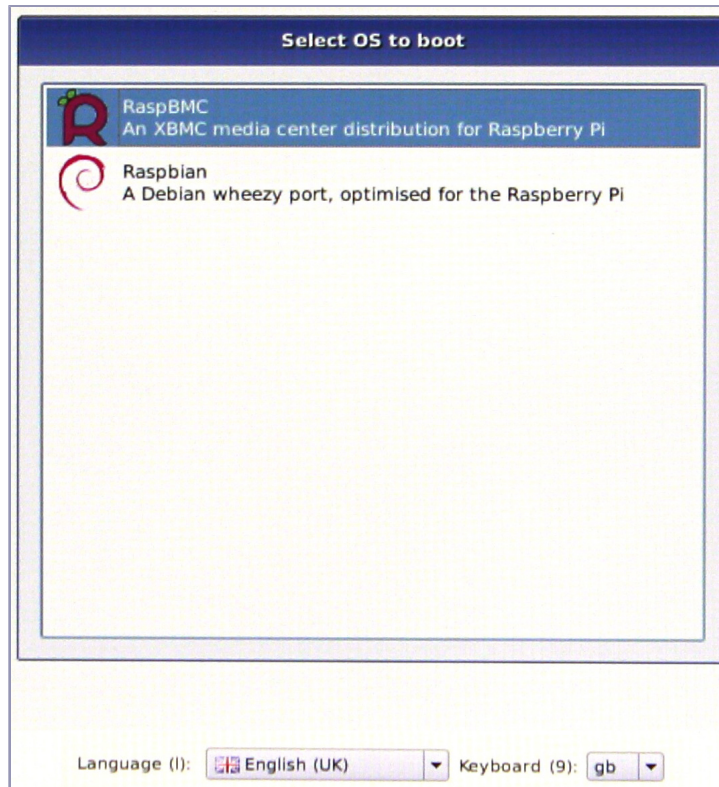 Select OS to boot
RaspBMC
An XBMC media center distribution for Raspberry Pi
Raspbian
A Debian wheezy port, optimised for the Raspberry Pi
Language (l): English (UK) Keyboard (9): gb